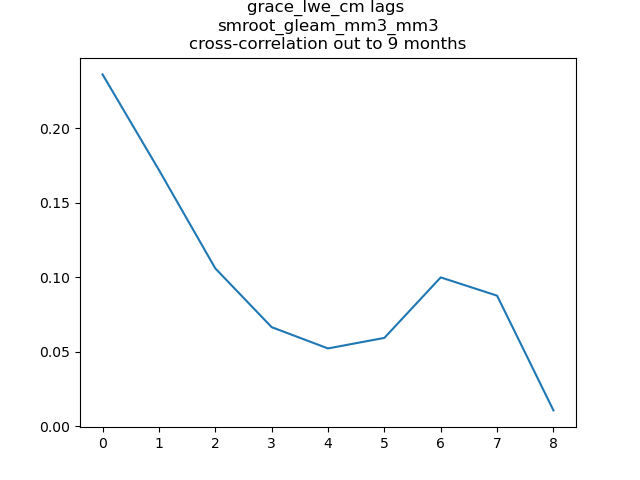 grace_lwe_cm lags
smroot_gleam_mm3_mm3
cross-correlation out to 9 months
0.20
0.15
0.10
0.05
0.00
0 1 2 3 4 5 6 7 8